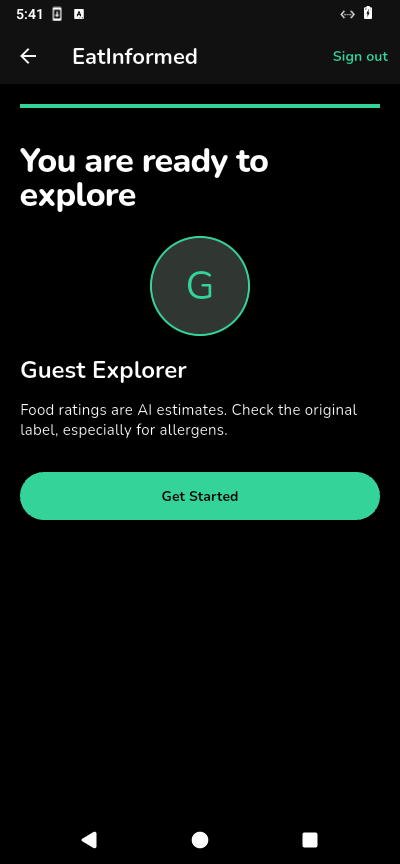 5:41
EatInformed
Sign out
You are ready to
explore
G
Guest Explorer
Food ratings are AI estimates. Check the original
label, especially for allergens.
Get Started